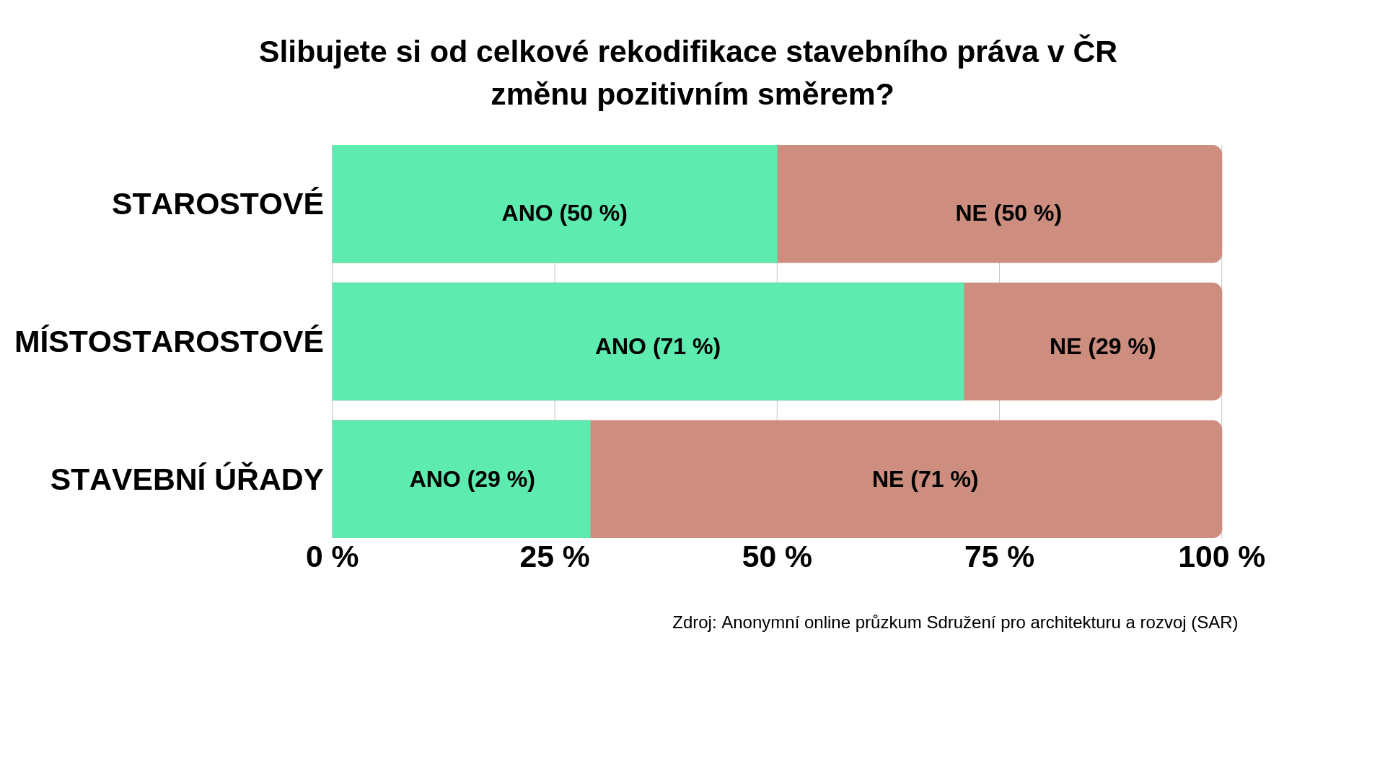 Slibujete si od celkové rekodifikace stavebního práva v ČR
změnu pozitivním směrem?
STAROSTOVÉ
ANO (50 %)
NE (50 %)
MÍSTOSTAROSTOVÉ
ANO (71 %)
NE (29 %)
STAVEBNÍ ÚŘADY
ANO (29 %)
NE (71 %)
0 %
25 %
50 %
75 %
100 %
Zdroj: Anonymní online průzkum Sdružení pro architekturu a rozvoj (SAR)